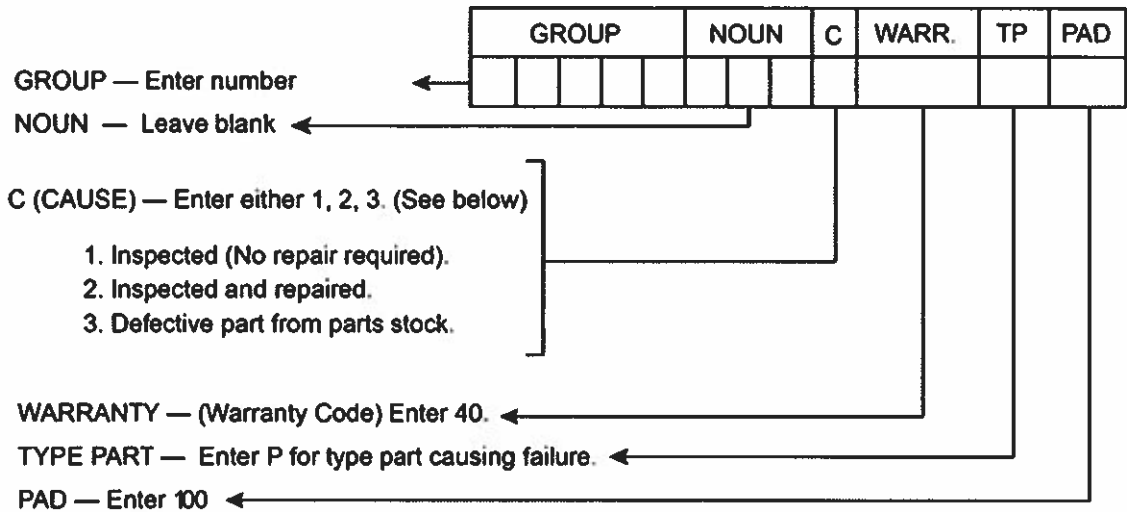 GROUP NOUN C WARR. TP PAD
GROUP — Enter number
NOUN — Leave blank
C (CAUSE) — Enter either 1, 2, 3. (See below)
1. Inspected (No repair required).
2. Inspected and repaired.
3. Defective part from parts stock.
WARRANTY — (Warranty Code) Enter 40.
TYPE PART — Enter P for type part causing failure.
PAD — Enter 100